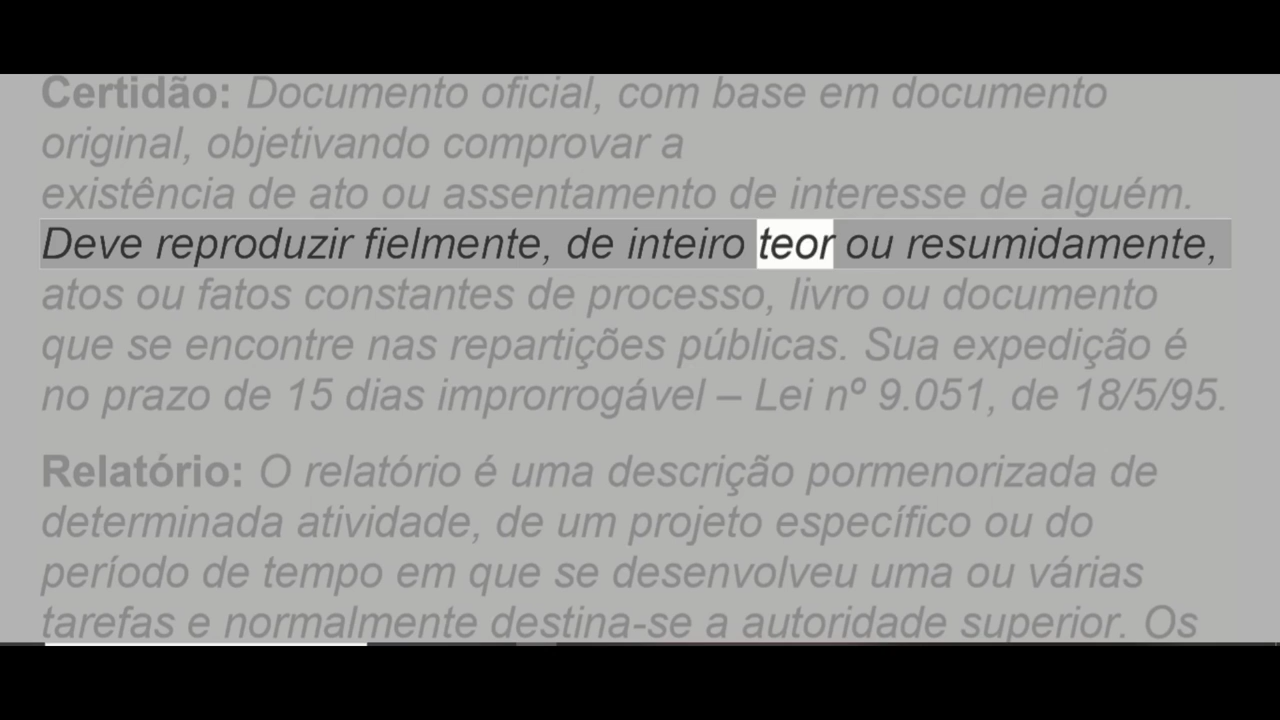 Certidão: Documento oficial, com base em documento
original, objetivando comprovar a
existência de ato ou assentamento de interesse de alguém.
Deve reproduzir fielmente, de inteiro teor ou resumidamente,
atos ou fatos constantes de processo, livro ou documento
que se encontre nas repartições públicas. Sua expedição é
no prazo de 15 dias improrrogável – Lei nº 9.051, de 18/5/95.
Relatório: O relatório é uma descrição pormenorizada de
determinada atividade, de um projeto específico ou do
período de tempo em que se desenvolveu uma ou várias
tarefas e normalmente destina-se a autoridade superior. Os